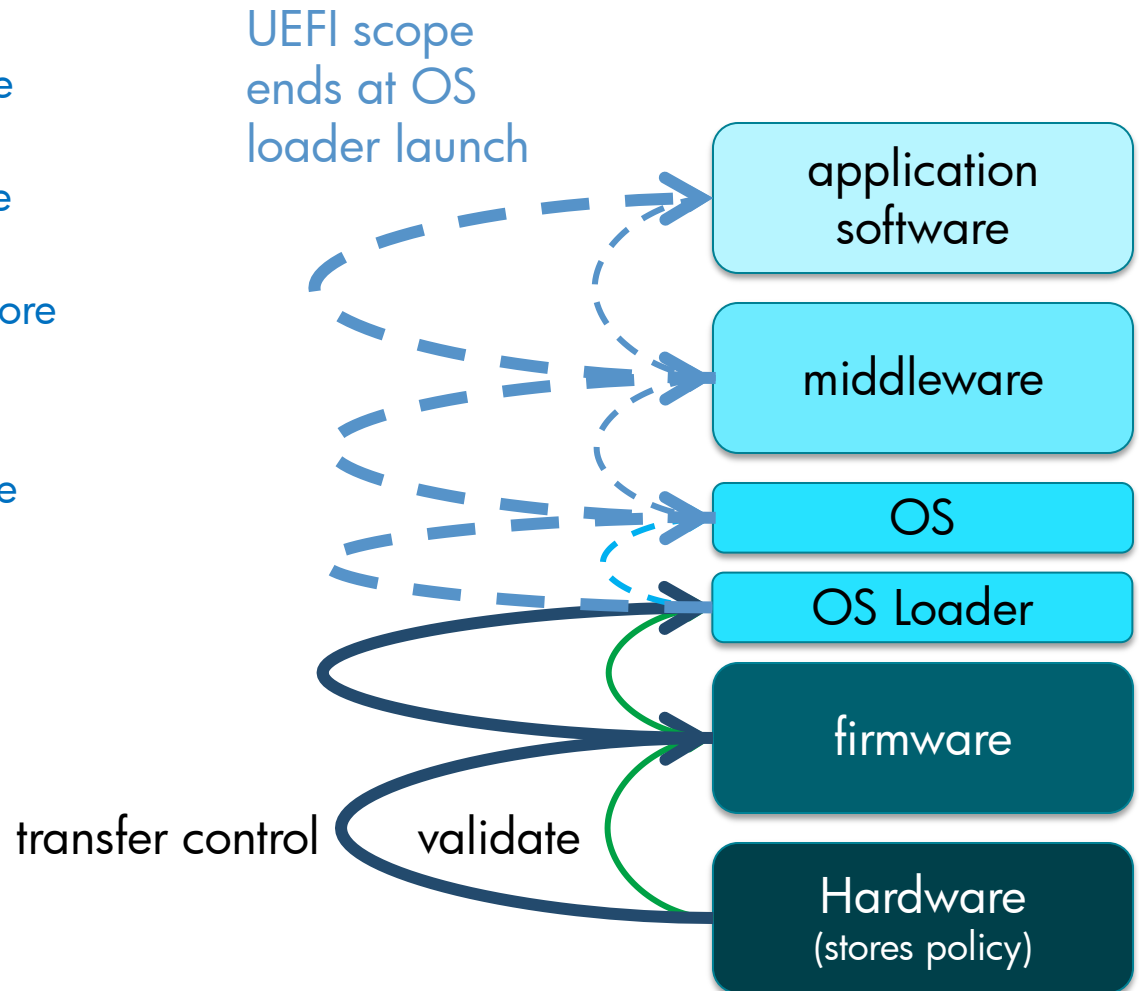 UEFI scope
ends at OS
loader launch
e
e
ore
e
application
software
middleware
OS
OS Loader
firmware
transfer control
validate
Hardware
(stores policy)